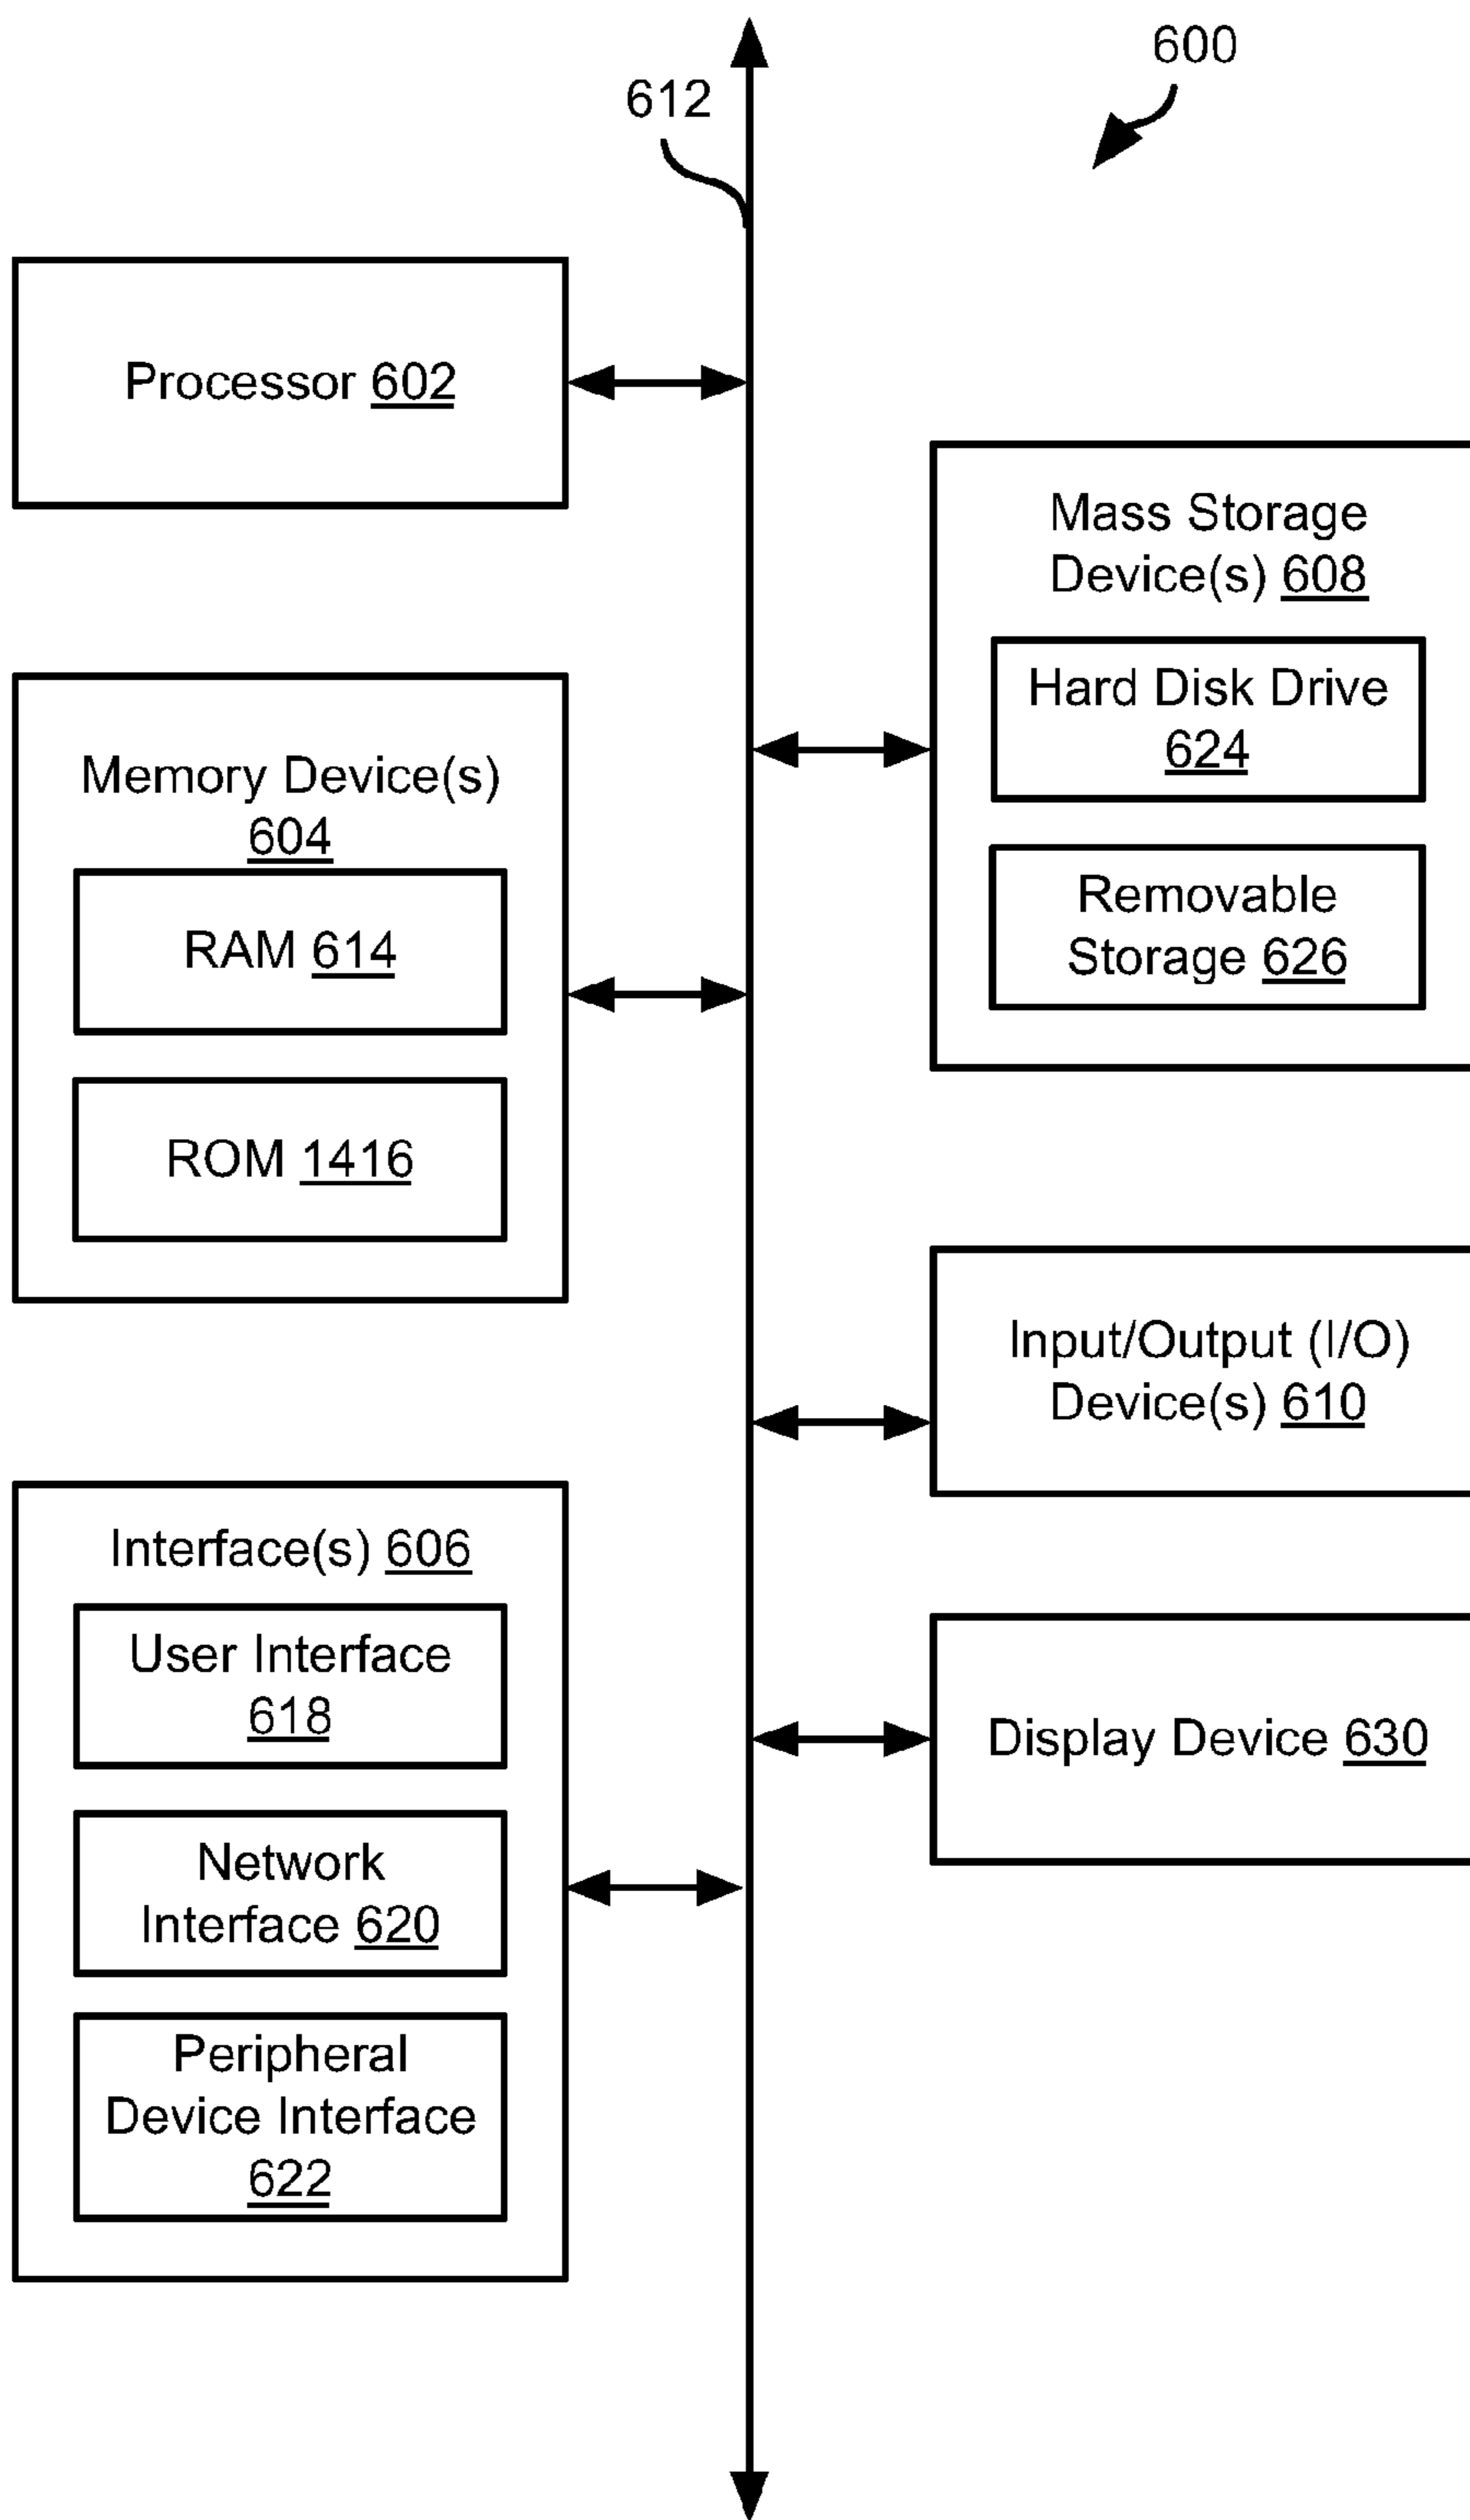 600
612
Processor 602
Mass Storage
Device(s) 608
Hard Disk Drive
624
Removable
Storage 626
Memory Device(s)
604
RAM 614
ROM 1416
Input/Output (I/O)
Device(s) 610
Interface(s) 606
User Interface
618
Network
Interface 620
Peripheral
Device Interface
622
Display Device 630